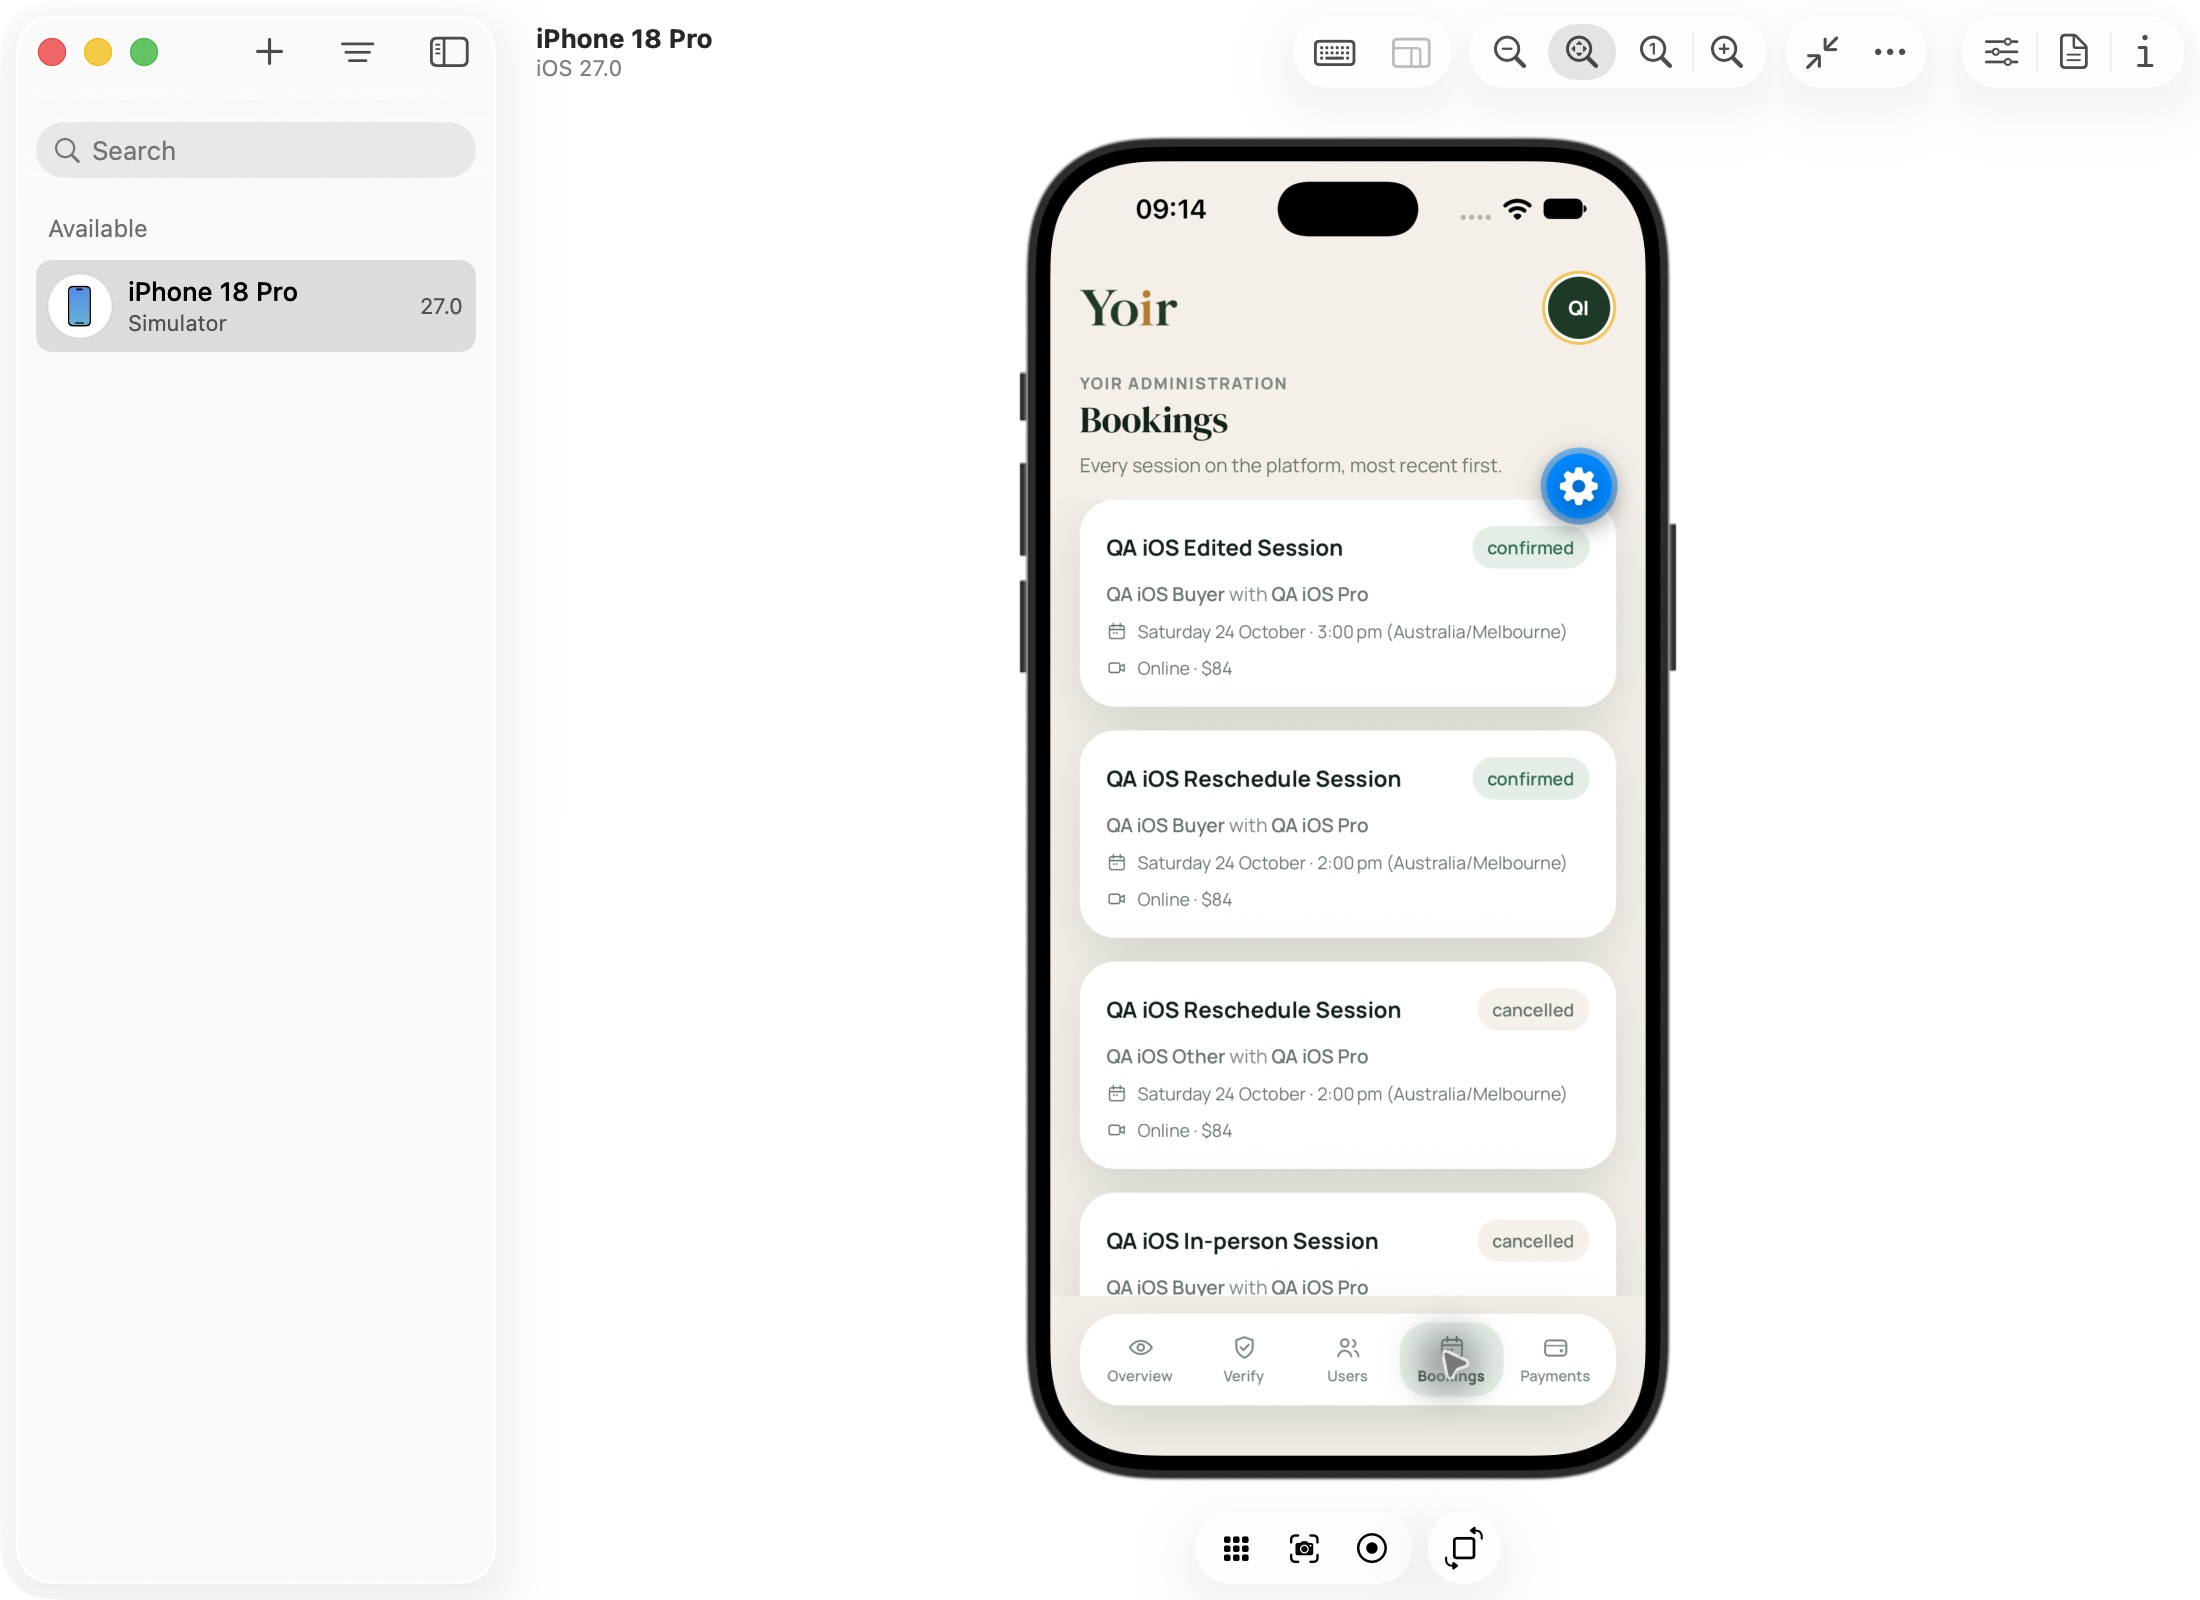 iPhone 18 Pro
iOS 27.0
Search
Available
iPhone 18 Pro
Simulator
27.0
09:14
Yoir
QI
YOIR ADMINISTRATION
Bookings
Every session on the platform, most recent first.
QA iOS Edited Session
confirmed
QA iOS Buyer with QA iOS Pro
Saturday 24 October · 3:00 pm (Australia/Melbourne)
Online · $84
QA iOS Reschedule Session
confirmed
QA iOS Buyer with QA iOS Pro
Saturday 24 October · 2:00 pm (Australia/Melbourne)
Online · $84
QA iOS Reschedule Session
cancelled
QA iOS Other with QA iOS Pro
Saturday 24 October · 2:00 pm (Australia/Melbourne)
Online · $84
QA iOS In-person Session
cancelled
QA iOS Buyer with QA iOS Pro
Overview
Verify
Users
Bookings
Payments